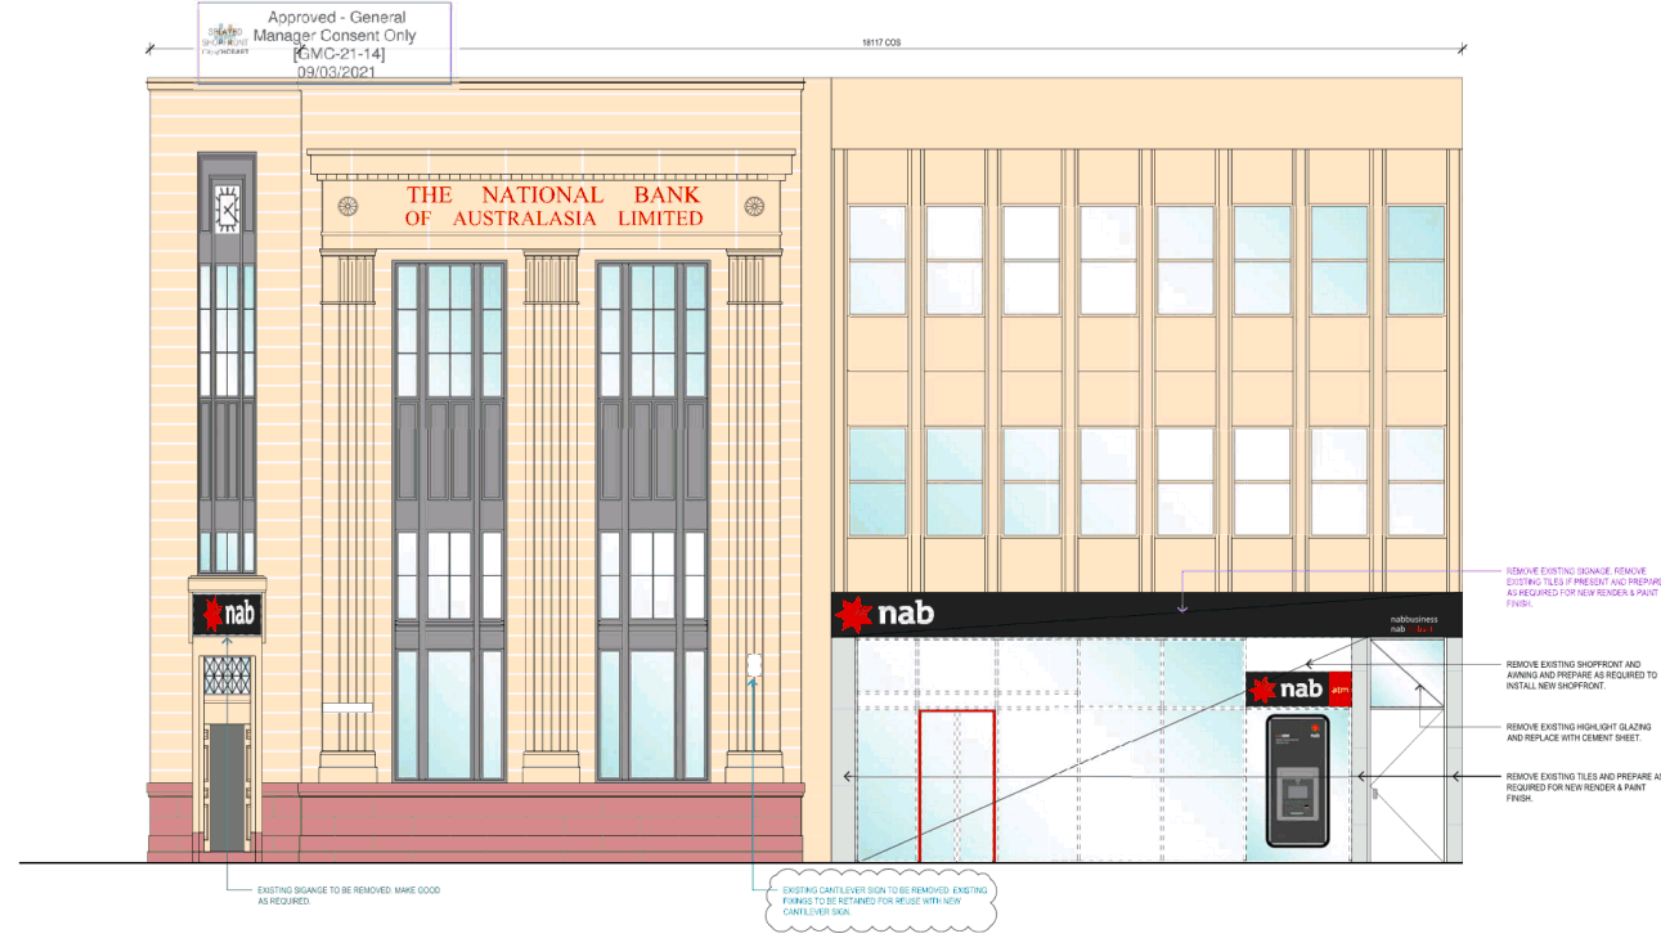 Approved - General
Manager Consent Only
[GMC-21-14]
09/03/2021
18117 COS
THE NATIONAL BANK
OF AUSTRALASIA LIMITED
nab
nab
nabbusiness
nab
nab atm
nab
REMOVE EXISTING SIGNAGE. REMOVE
EXISTING TILES IF PRESENT AND PREPARE
AS REQUIRED FOR NEW RENDER & PAINT
FINISH.
REMOVE EXISTING SHOPFRONT AND
AWNING AND PREPARE AS REQUIRED TO
INSTALL NEW SHOPFRONT.
REMOVE EXISTING HIGHLIGHT GLAZING
AND REPLACE WITH CEMENT SHEET.
REMOVE EXISTING TILES AND PREPARE AS
REQUIRED FOR NEW RENDER & PAINT
FINISH.
EXISTING SIGANGE TO BE REMOVED. MAKE GOOD
AS REQUIRED.
EXISTING CANTILEVER SIGN TO BE REMOVED. EXISTING
FIXINGS TO BE RETAINED FOR REUSE WITH NEW
CANTILEVER SIGN.